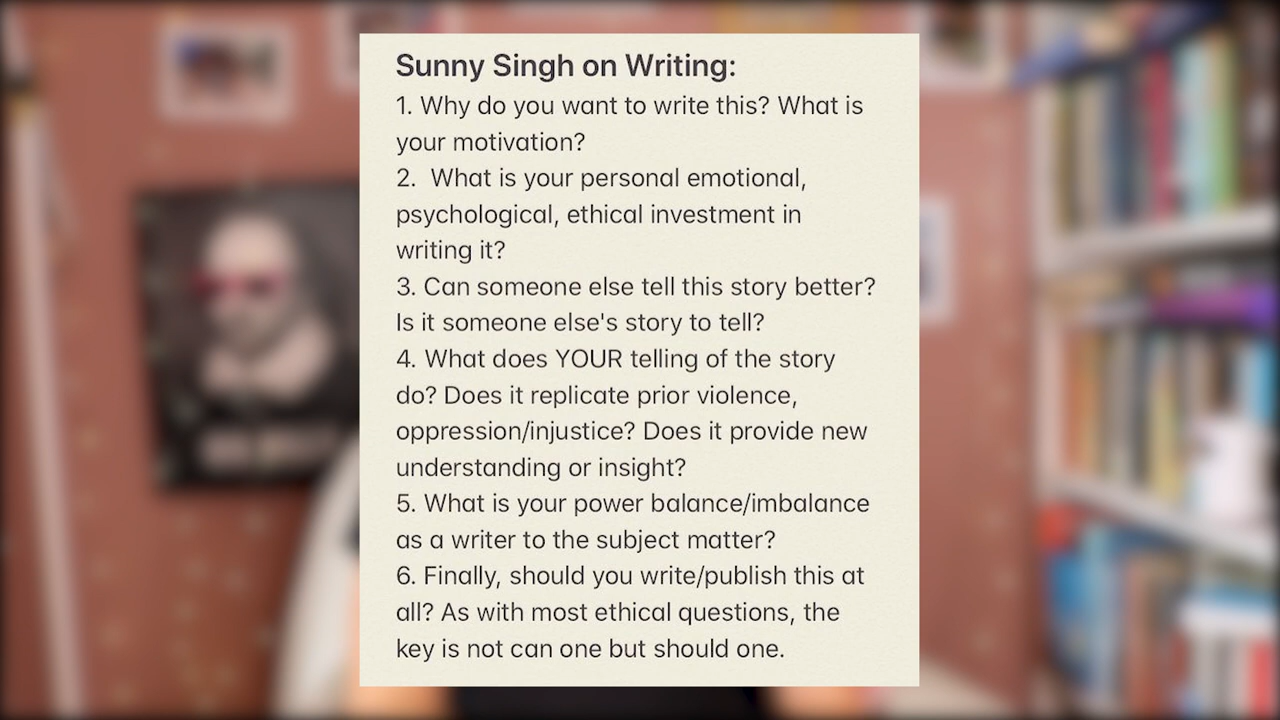 Sunny Singh on Writing:
1. Why do you want to write this? What is
your motivation?
2.  What is your personal emotional,
psychological, ethical investment in
writing it?
3. Can someone else tell this story better?
Is it someone else's story to tell?
4. What does YOUR telling of the story
do? Does it replicate prior violence,
oppression/injustice? Does it provide new
understanding or insight?
5. What is your power balance/imbalance
as a writer to the subject matter?
6. Finally, should you write/publish this at
all? As with most ethical questions, the
key is not can one but should one.